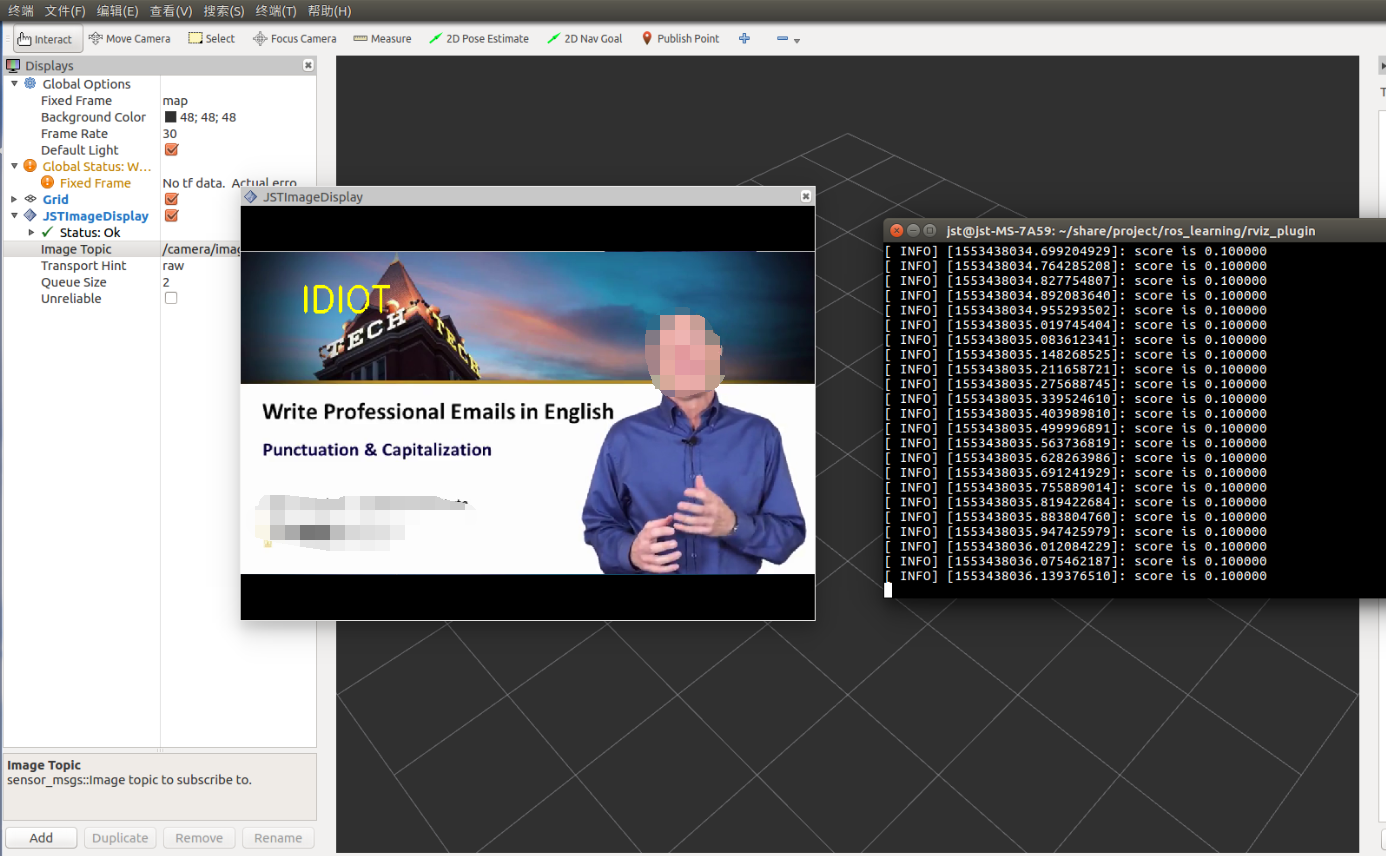 终端 文件(F) 编辑(E) 查看(V) 搜索(S) 终端(T) 帮助(H)
Interact Move Camera Select Focus Camera Measure 2D Pose Estimate 2D Nav Goal Publish Point
Displays
Global Options
Fixed Frame map
Background Color 48; 48; 48
Frame Rate 30
Default Light
Global Status: W...
Fixed Frame No tf data. Actual erro
Grid
JSTImageDisplay
Status: Ok
Image Topic /camera/imag
Transport Hint raw
Queue Size 2
Unreliable
Image Topic
sensor_msgs::Image topic to subscribe to.
Add Duplicate Remove Rename
JSTImageDisplay
IDIOT
TECH TECH
Write Professional Emails in English
Punctuation & Capitalization
jst@jst-MS-7A59: ~/share/project/ros_learning/rviz_plugin
[ INFO] [1553438034.699204929]: score is 0.100000
[ INFO] [1553438034.764285208]: score is 0.100000
[ INFO] [1553438034.827754807]: score is 0.100000
[ INFO] [1553438034.892083640]: score is 0.100000
[ INFO] [1553438034.955293502]: score is 0.100000
[ INFO] [1553438035.019745404]: score is 0.100000
[ INFO] [1553438035.083612341]: score is 0.100000
[ INFO] [1553438035.148268525]: score is 0.100000
[ INFO] [1553438035.211658721]: score is 0.100000
[ INFO] [1553438035.275688745]: score is 0.100000
[ INFO] [1553438035.339524610]: score is 0.100000
[ INFO] [1553438035.403989810]: score is 0.100000
[ INFO] [1553438035.499996891]: score is 0.100000
[ INFO] [1553438035.563736819]: score is 0.100000
[ INFO] [1553438035.628263986]: score is 0.100000
[ INFO] [1553438035.691241929]: score is 0.100000
[ INFO] [1553438035.755889014]: score is 0.100000
[ INFO] [1553438035.819422684]: score is 0.100000
[ INFO] [1553438035.883804760]: score is 0.100000
[ INFO] [1553438035.947425979]: score is 0.100000
[ INFO] [1553438036.012084229]: score is 0.100000
[ INFO] [1553438036.075462187]: score is 0.100000
[ INFO] [1553438036.139376510]: score is 0.100000